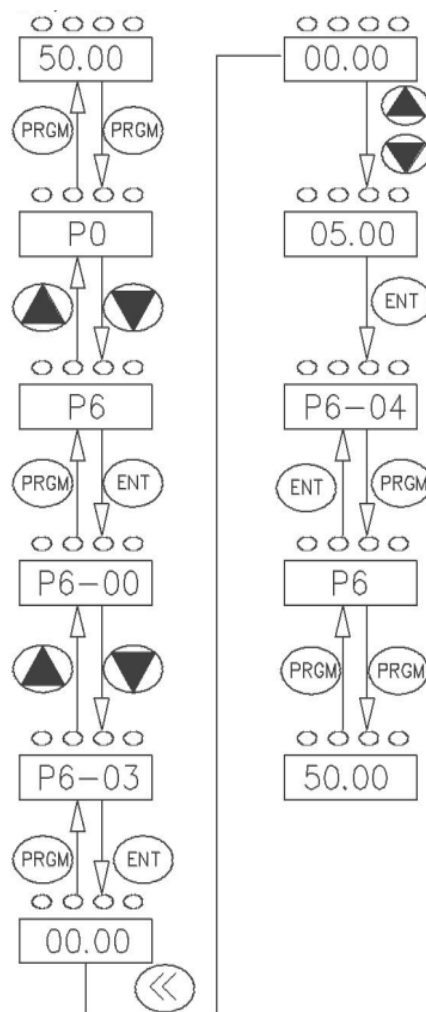 50.00
PRGM PRGM
P0
P6
PRGM ENT
P6-00
P6-03
PRGM ENT
00.00
00.00
05.00
ENT
P6-04
ENT PRGM
P6
PRGM PRGM
50.00